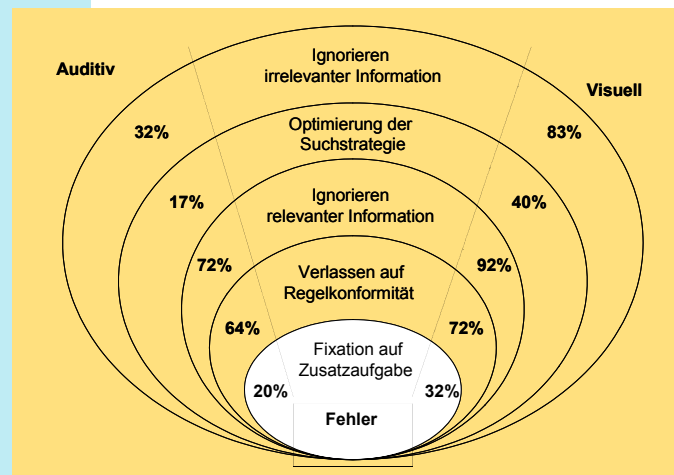 Ignorieren
irrelevanter Information
Auditiv
Visuell
32%
83%
Optimierung der
Suchstrategie
17%
40%
Ignorieren
relevanter Information
72%
92%
Verlassen auf
Regelkonformität
64%
72%
Fixation auf
Zusatzaufgabe
20%
32%
Fehler